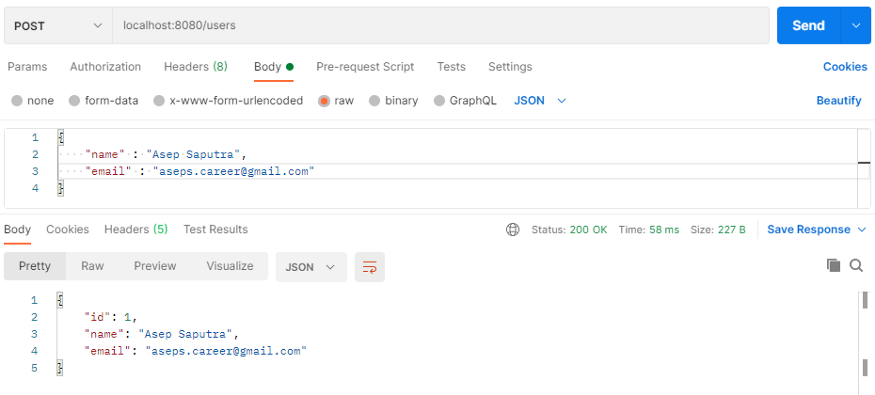 POST localhost:8080/users Send
Params Authorization Headers (8) Body Pre-request Script Tests Settings Cookies
none form-data x-www-form-urlencoded raw binary GraphQL JSON Beautify
1 {
2 "name" : "Asep Saputra",
3 "email" : "aseps.career@gmail.com"
4 }
Body Cookies Headers (5) Test Results Status: 200 OK Time: 58 ms Size: 227 B Save Response
Pretty Raw Preview Visualize JSON
1 {
2 "id": 1,
3 "name": "Asep Saputra",
4 "email": "aseps.career@gmail.com"
5 }